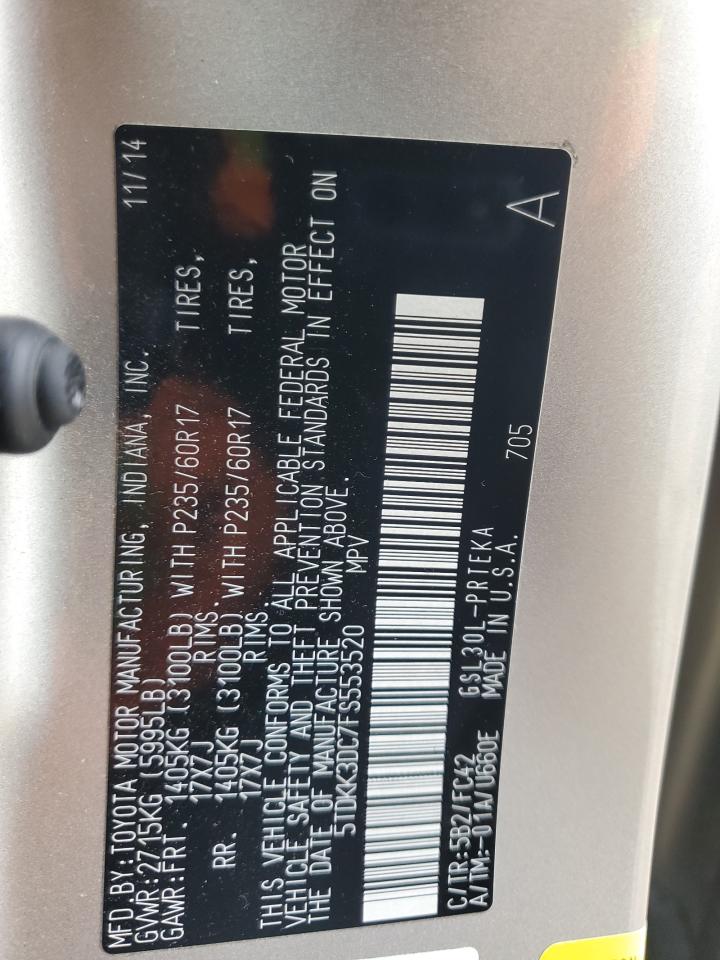 MFD BY:TOYOTA MOTOR MANUFACTURING, INDIANA, INC. 11/14
GVWR:2715KG (5995LB)
GAWR:FRT. 1405KG (3100LB) WITH P235/60R17 TIRES,
17X7J RIMS.
RR. 1405KG (3100LB) WITH P235/60R17 TIRES,
17X7J RIMS.
THIS VEHICLE CONFORMS TO ALL APPLICABLE FEDERAL MOTOR
VEHICLE SAFETY AND THEFT PREVENTION STANDARDS IN EFFECT ON
THE DATE OF MANUFACTURE SHOWN ABOVE.
5TDKK3DC7FS553520 MPV
C/TR:5B2/FC42 GSL30L-PRTEKA 705 A
A/TM:-01A/U660E MADE IN U.S.A.